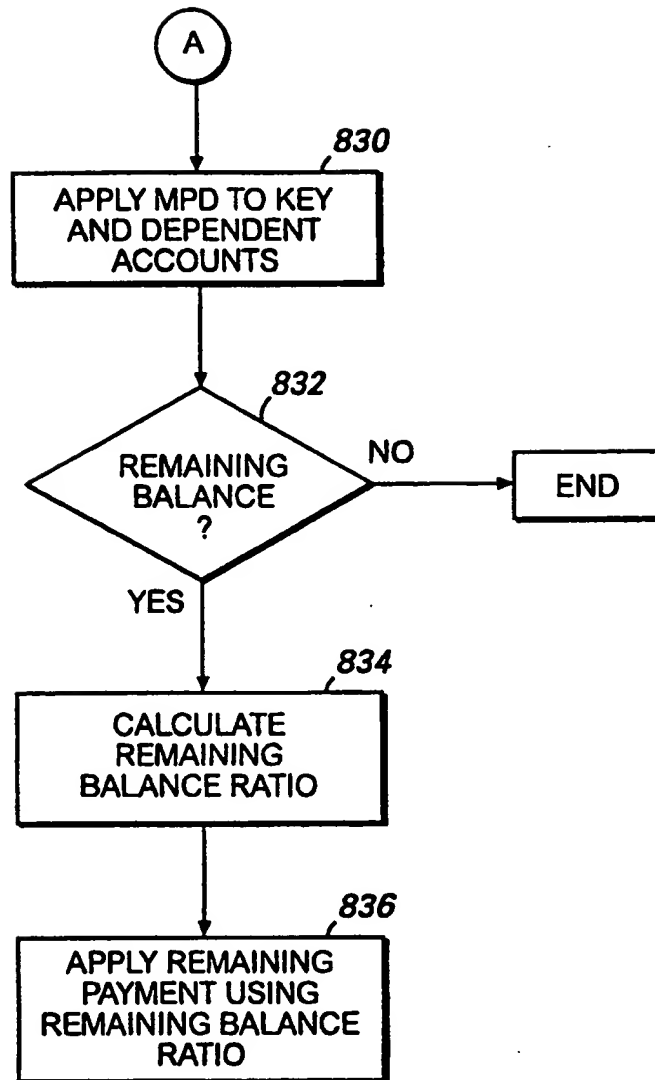 A
830
APPLY MPD TO KEY
AND DEPENDENT
ACCOUNTS
832
REMAINING
BALANCE
?
NO
END
YES
834
CALCULATE
REMAINING
BALANCE RATIO
836
APPLY REMAINING
PAYMENT USING
REMAINING BALANCE
RATIO